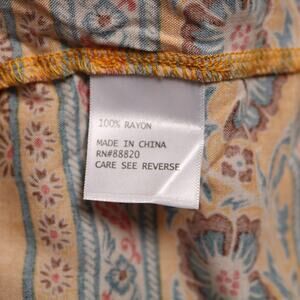 100% RAYON
MADE IN CHINA
RN#88820
CARE SEE REVERSE